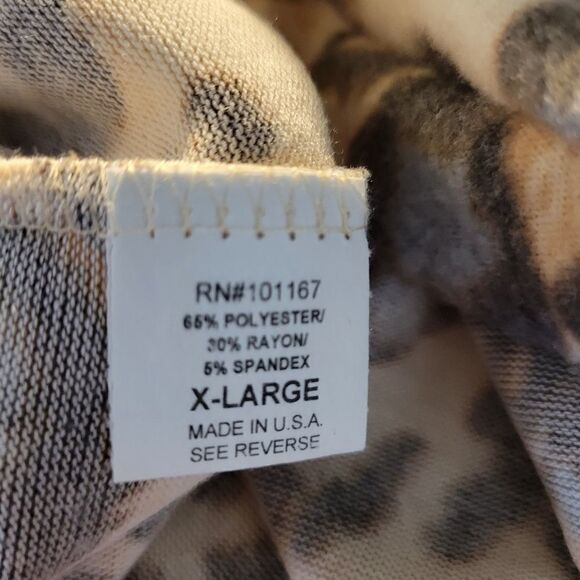 RN#101167
65% POLYESTER/
30% RAYON/
5% SPANDEX
X-LARGE
MADE IN U.S.A.
SEE REVERSE